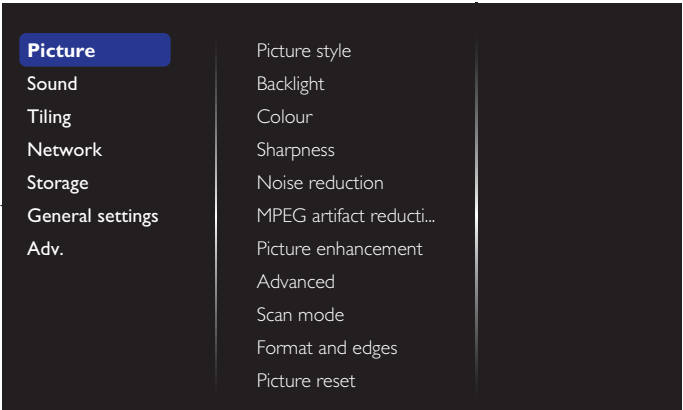 Picture
Sound
Tiling
Network
Storage
General settings
Adv.
Picture style
Backlight
Colour
Sharpness
Noise reduction
MPEG artifact reducti...
Picture enhancement
Advanced
Scan mode
Format and edges
Picture reset